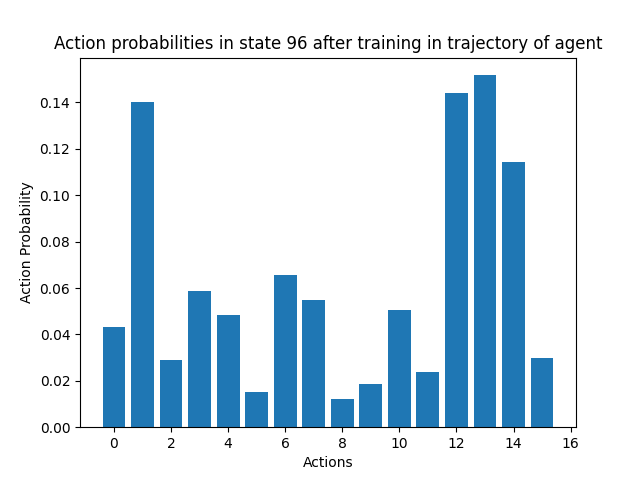 Action probabilities in state 96 after training in trajectory of agent
0.14
0.12
0.10
0.08
0.06
0.04
0.02
0.00
Action Probability
0 2 4 6 8 10 12 14 16
Actions